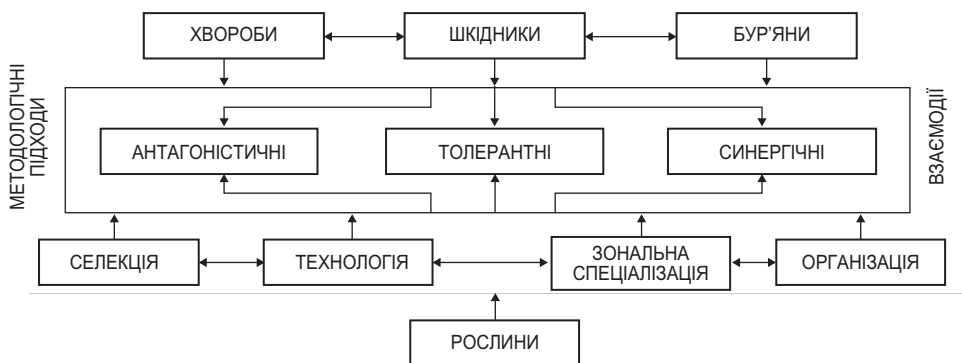 ХВОРОБИ
ШКІДНИКИ
БУР’ЯНИ
МЕТОДОЛОГІЧНІ
ПІДХОДИ
АНТАГОНІСТИЧНІ
ТОЛЕРАНТНІ
СИНЕРГІЧНІ
ВЗАЄМОДІЇ
СЕЛЕКЦІЯ
ТЕХНОЛОГІЯ
ЗОНАЛЬНА
СПЕЦІАЛІЗАЦІЯ
ОРГАНІЗАЦІЯ
РОСЛИНИ